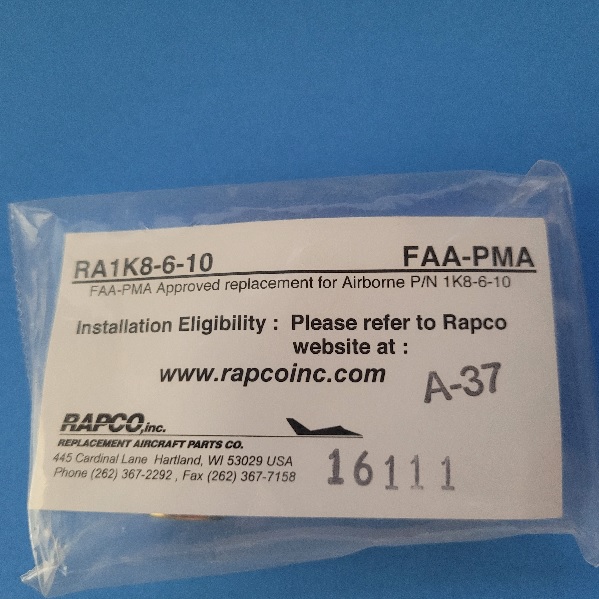 RA1K8-6-10 FAA-PMA
FAA-PMA Approved replacement for Airborne P/N 1K8-6-10
Installation Eligibility : Please refer to Rapco
website at :
www.rapcoinc.com
A-37
RAPCO,inc.
REPLACEMENT AIRCRAFT PARTS CO.
445 Cardinal Lane Hartland, WI 53029 USA
Phone (262) 367-2292 , Fax (262) 367-7158
16111